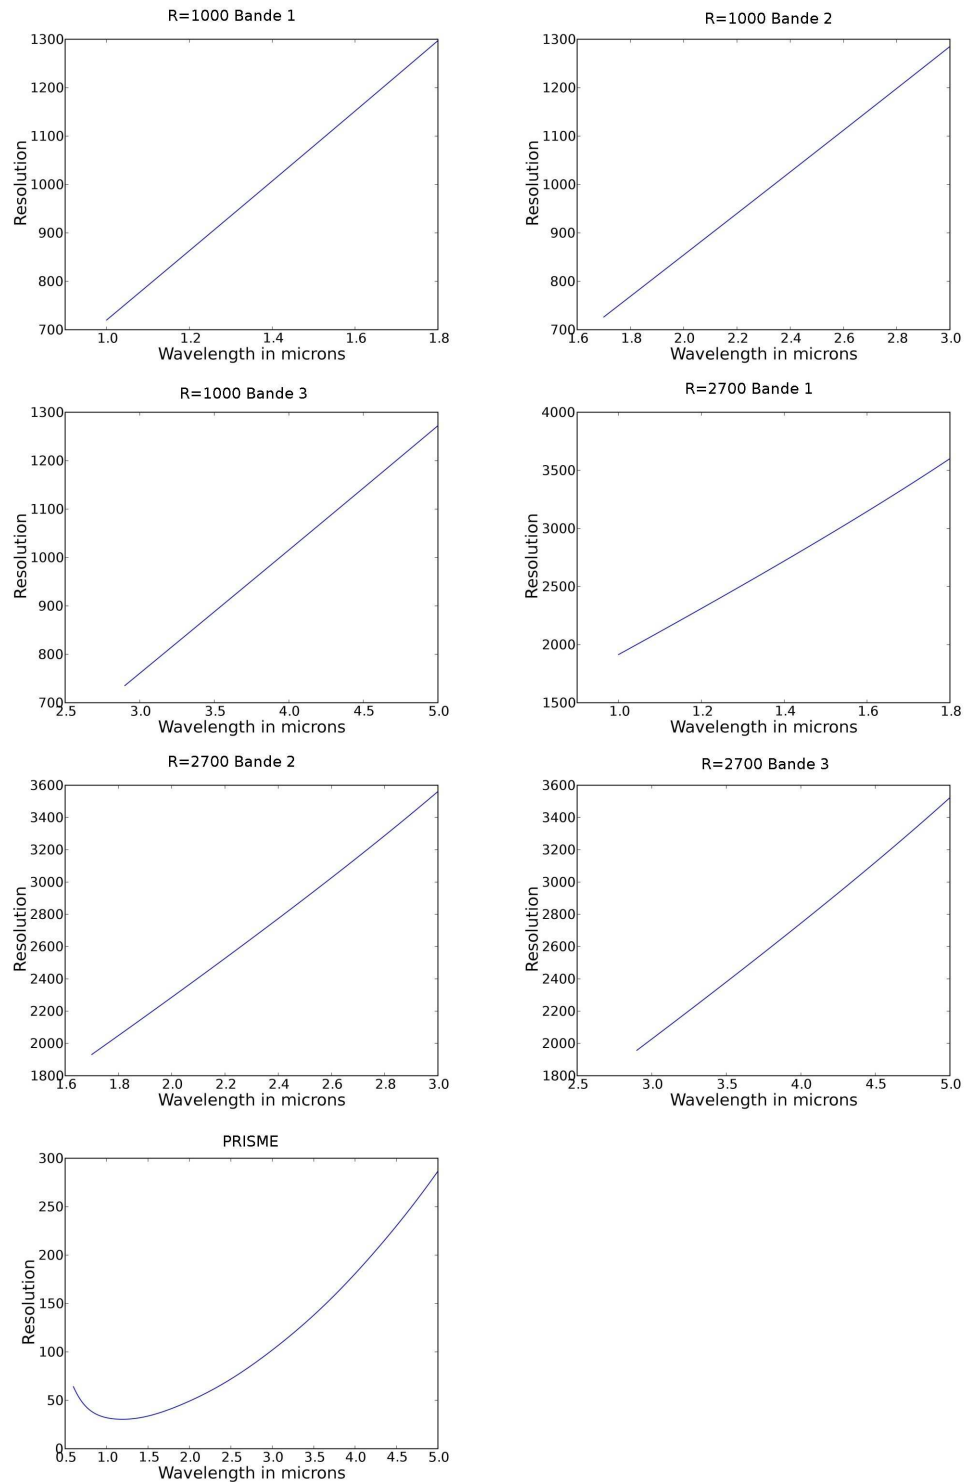 R=1000 Bande 1
1300
1200
1100
1000
900
800
700
Resolution
1.0 1.2 1.4 1.6 1.8
Wavelength in microns
R=1000 Bande 2
1300
1200
1100
1000
900
800
700
Resolution
1.6 1.8 2.0 2.2 2.4 2.6 2.8 3.0
Wavelength in microns
R=1000 Bande 3
1300
1200
1100
1000
900
800
700
Resolution
2.5 3.0 3.5 4.0 4.5 5.0
Wavelength in microns
R=2700 Bande 1
4000
3500
3000
2500
2000
1500
Resolution
1.0 1.2 1.4 1.6 1.8
Wavelength in microns
R=2700 Bande 2
3600
3400
3200
3000
2800
2600
2400
2200
2000
1800
Resolution
1.6 1.8 2.0 2.2 2.4 2.6 2.8 3.0
Wavelength in microns
R=2700 Bande 3
3600
3400
3200
3000
2800
2600
2400
2200
2000
1800
Resolution
2.5 3.0 3.5 4.0 4.5 5.0
Wavelength in microns
PRISME
300
250
200
150
100
50
0
Resolution
0.5 1.0 1.5 2.0 2.5 3.0 3.5 4.0 4.5 5.0
Wavelength in microns